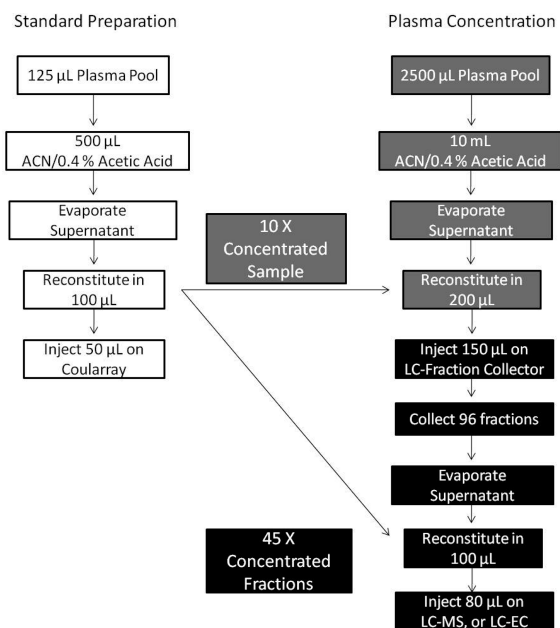 Standard Preparation
125 µL Plasma Pool
500 µL
ACN/0.4 % Acetic Acid
Evaporate
Supernatant
Reconstitute in
100 µL
Inject 50 µL on
Coularray
10 X
Concentrated
Sample
45 X
Concentrated
Fractions
Plasma Concentration
2500 µL Plasma Pool
10 mL
ACN/0.4 % Acetic Acid
Evaporate
Supernatant
Reconstitute in
200 µL
Inject 150 µL on
LC-Fraction Collector
Collect 96 fractions
Evaporate
Supernatant
Reconstitute in
100 µL
Inject 80 µL on
LC-MS, or LC-EC